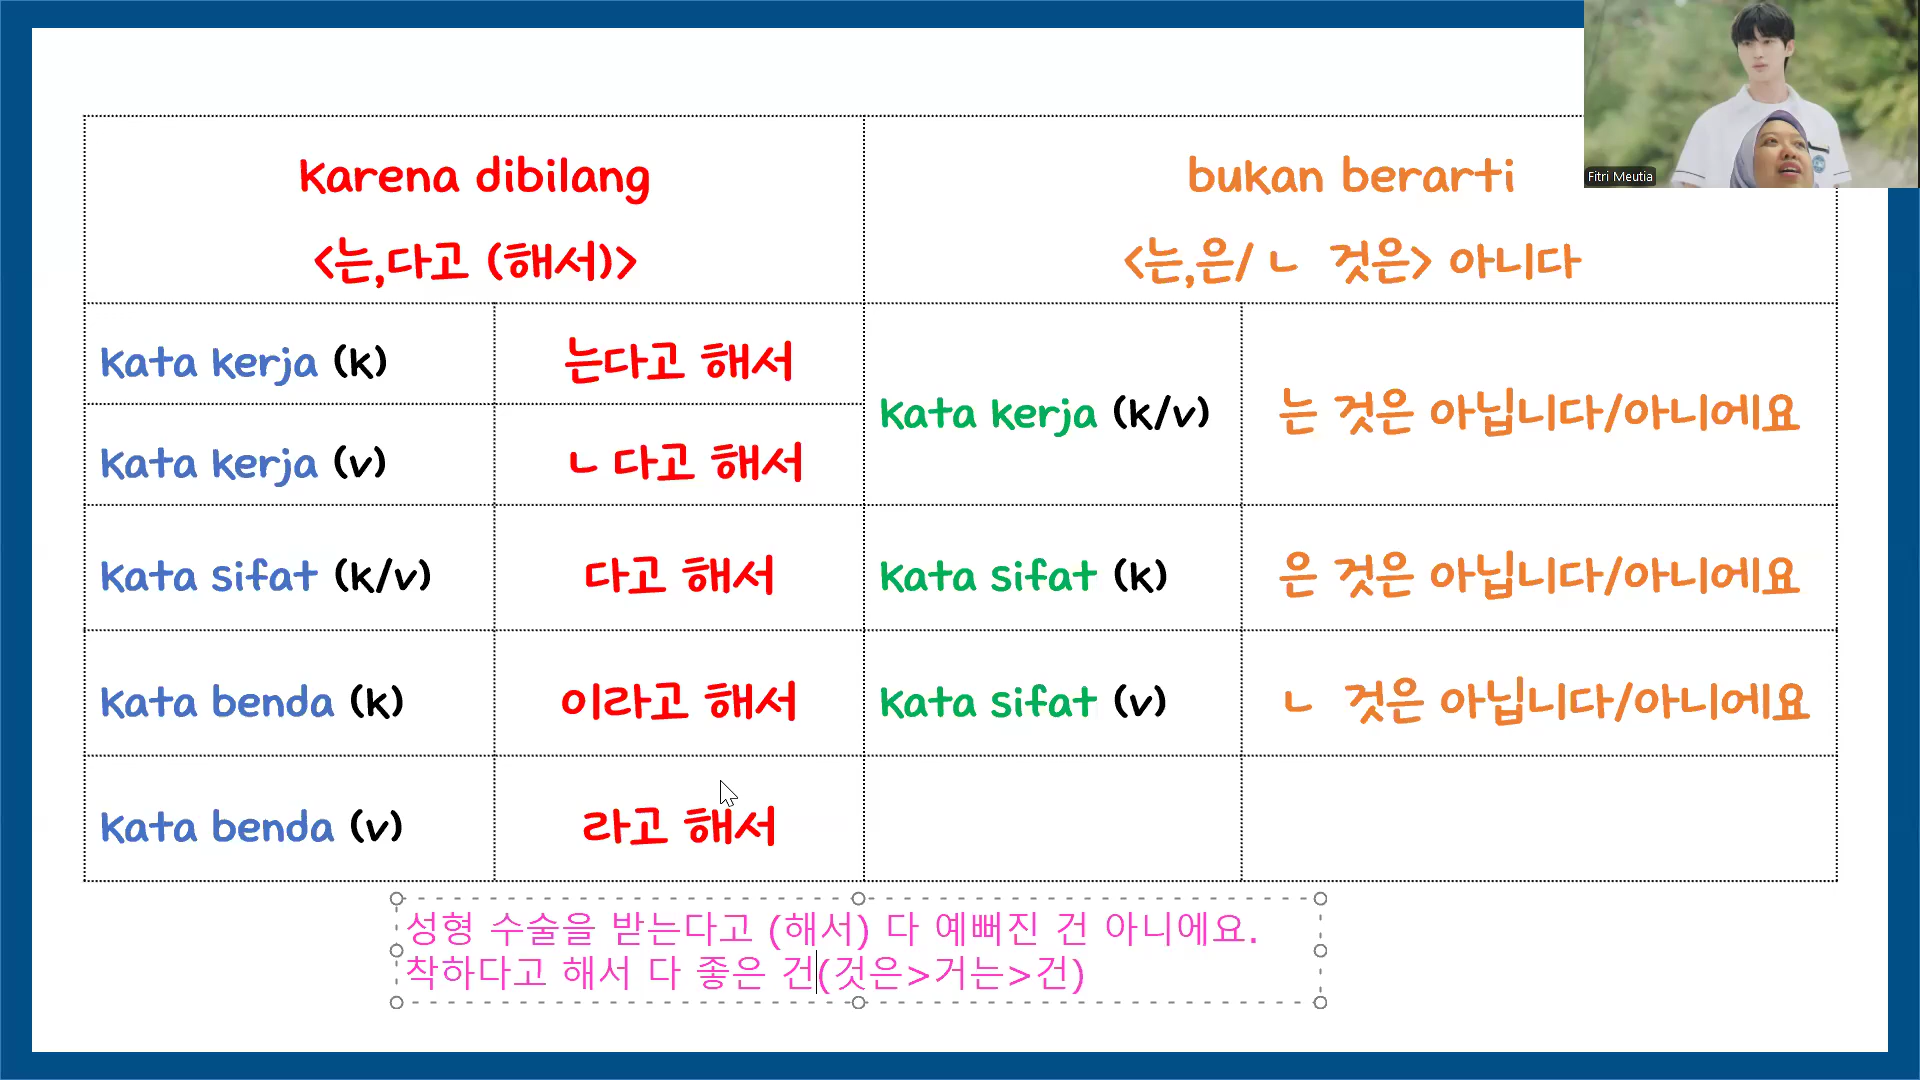 Fitri Meutia
Karena dibilang
<는,다고 (해서)>
bukan berarti
<는,은/ ㄴ 것은> 아니다
Kata kerja (k)
는다고 해서
Kata kerja (v)
ㄴ 다고 해서
Kata kerja (k/v)
는 것은 아닙니다/아니에요
Kata sifat (k/v)
다고 해서
Kata sifat (k)
은 것은 아닙니다/아니에요
Kata benda (k)
이라고 해서
Kata sifat (v)
ㄴ 것은 아닙니다/아니에요
Kata benda (v)
라고 해서
성형 수술을 받는다고 (해서) 다 예뻐진 건 아니에요.
착하다고 해서 다 좋은 건(것은>거는>건)